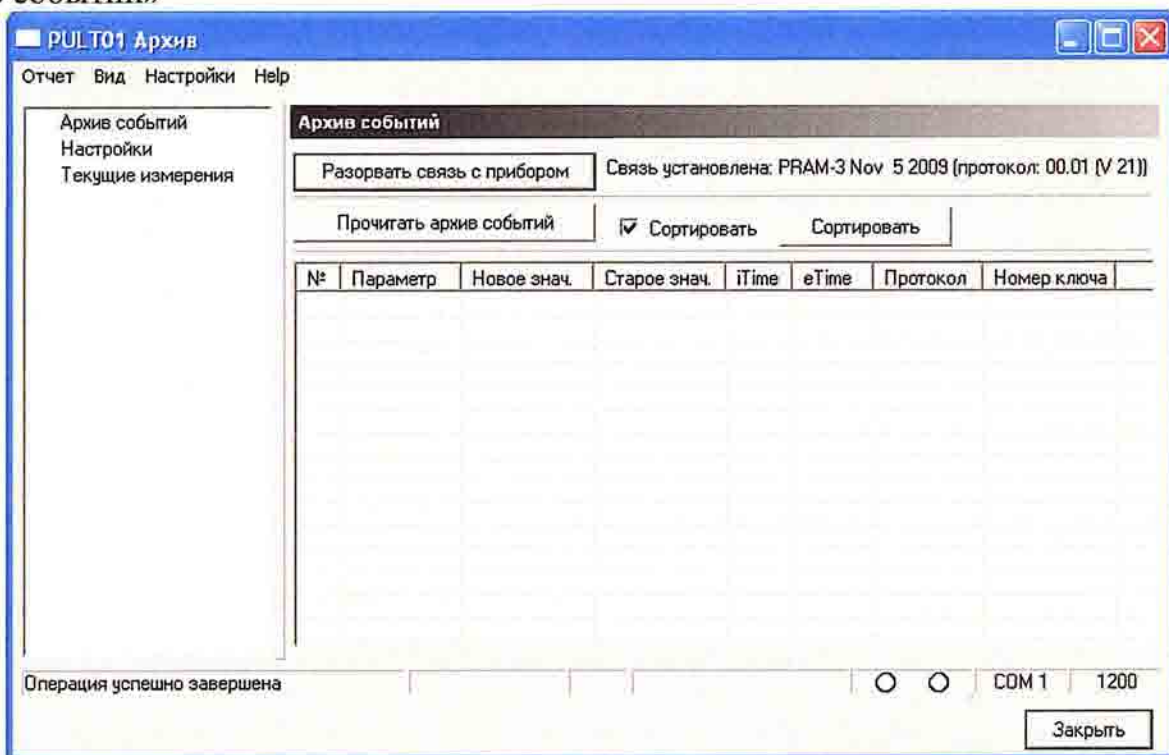 события»
PULT01 Архив
Отчет Вид Настройки Help
Архив событий
Настройки
Текущие измерения
Архив событий
Разорвать связь с прибором Связь установлена: PRAM-3 Nov 5 2009 (протокол: 00.01 (V 21))
Прочитать архив событий Сортировать Сортировать
№ Параметр Новое знач. Старое знач. iTime eTime Протокол Номер ключа
Операция успешно завершена COM 1 1200
Закрыть